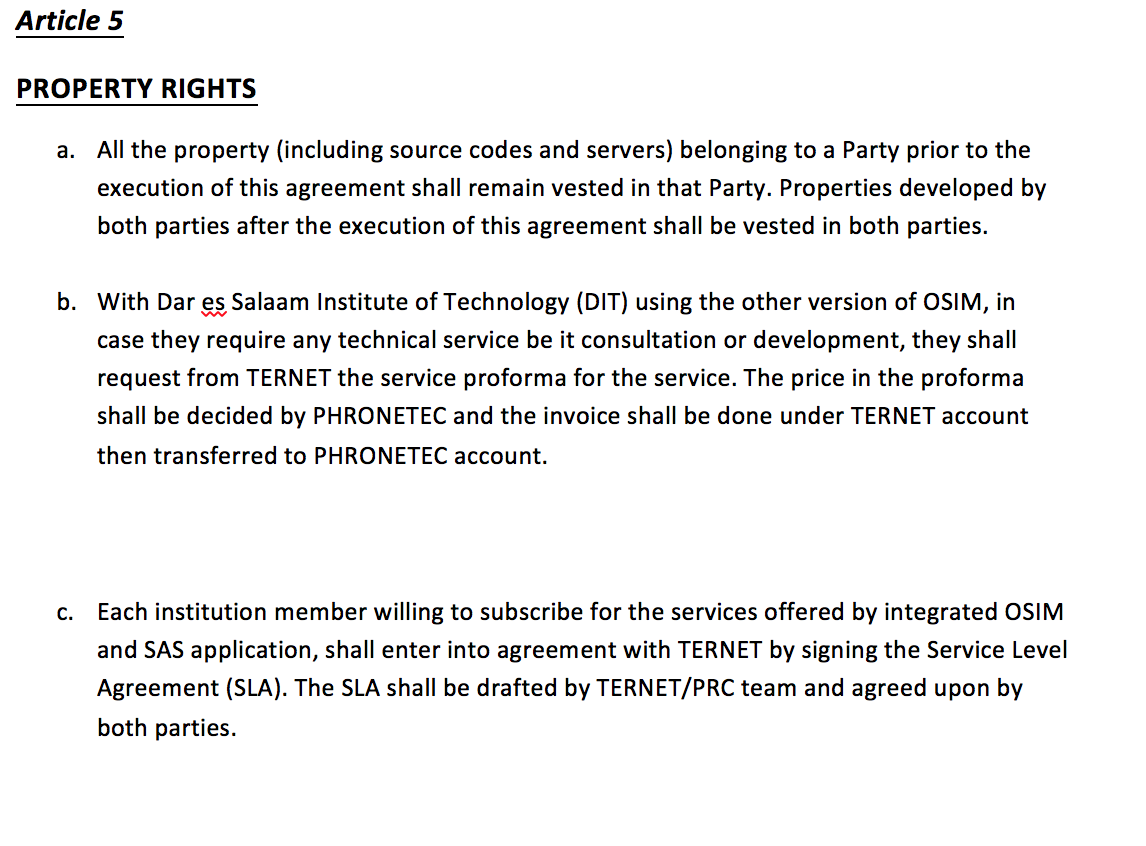 Article 5
PROPERTY RIGHTS
a. All the property (including source codes and servers) belonging to a Party prior to the
execution of this agreement shall remain vested in that Party. Properties developed by
both parties after the execution of this agreement shall be vested in both parties.
b. With Dar es Salaam Institute of Technology (DIT) using the other version of OSIM, in
case they require any technical service be it consultation or development, they shall
request from TERNET the service proforma for the service. The price in the proforma
shall be decided by PHRONETEC and the invoice shall be done under TERNET account
then transferred to PHRONETEC account.
c. Each institution member willing to subscribe for the services offered by integrated OSIM
and SAS application, shall enter into agreement with TERNET by signing the Service Level
Agreement (SLA). The SLA shall be drafted by TERNET/PRC team and agreed upon by
both parties.